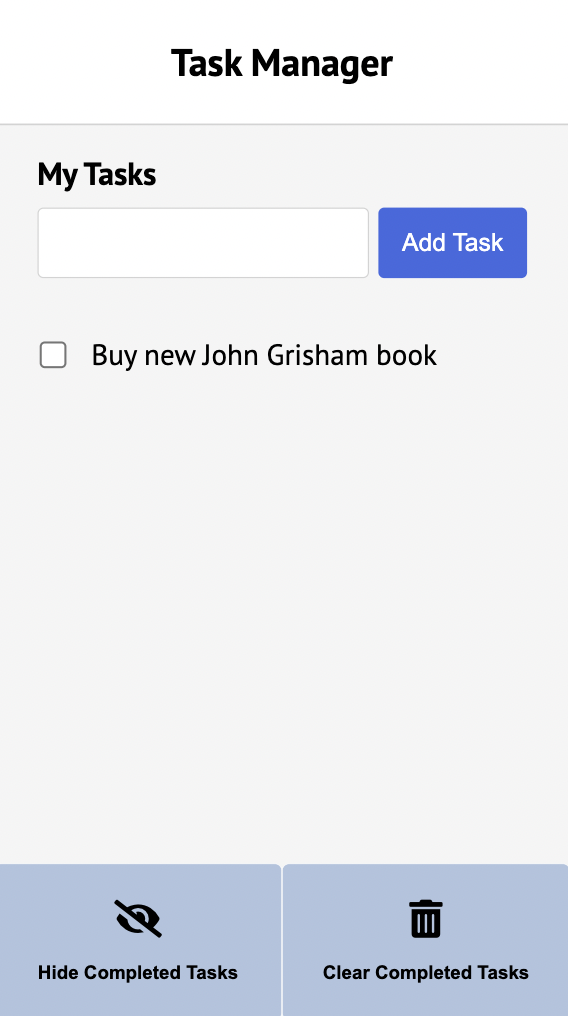 Task Manager
My Tasks
Add Task
Buy new John Grisham book
Hide Completed Tasks
Clear Completed Tasks